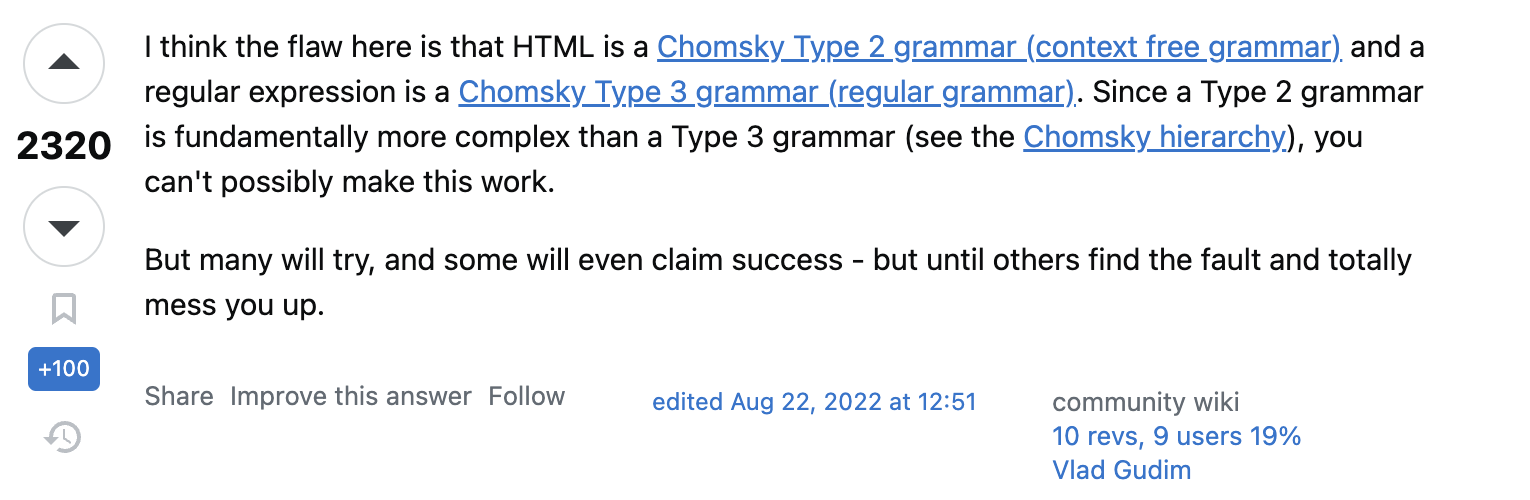 I think the flaw here is that HTML is a Chomsky Type 2 grammar (context free grammar) and a
regular expression is a Chomsky Type 3 grammar (regular grammar). Since a Type 2 grammar
is fundamentally more complex than a Type 3 grammar (see the Chomsky hierarchy), you
can't possibly make this work.
But many will try, and some will even claim success - but until others find the fault and totally
mess you up.
2320
+100
Share Improve this answer Follow
edited Aug 22, 2022 at 12:51
community wiki
10 revs, 9 users 19%
Vlad Gudim